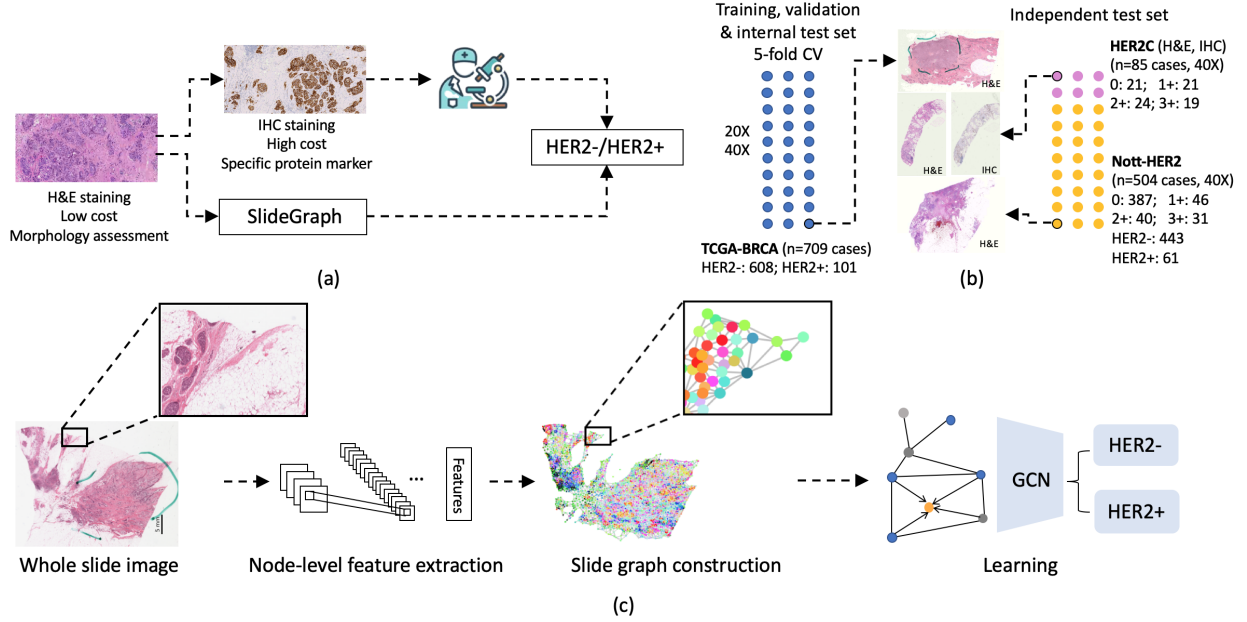 IHC staining
High cost
Specific protein marker
H&E staining
Low cost
Morphology assessment
SlideGraph
HER2-/HER2+
(a)
Training, validation
& internal test set
5-fold CV
20X
40X
TCGA-BRCA (n=709 cases)
HER2-: 608; HER2+: 101
H&E
H&E
IHC
H&E
Independent test set
HER2C (H&E, IHC)
(n=85 cases, 40X)
0: 21; 1+: 21
2+: 24; 3+: 19
Nott-HER2
(n=504 cases, 40X)
0: 387; 1+: 46
2+: 40; 3+: 31
HER2-: 443
HER2+: 61
(b)
5 mm
Whole slide image
...
Features
Node-level feature extraction
Slide graph construction
GCN
HER2-
HER2+
Learning
(c)